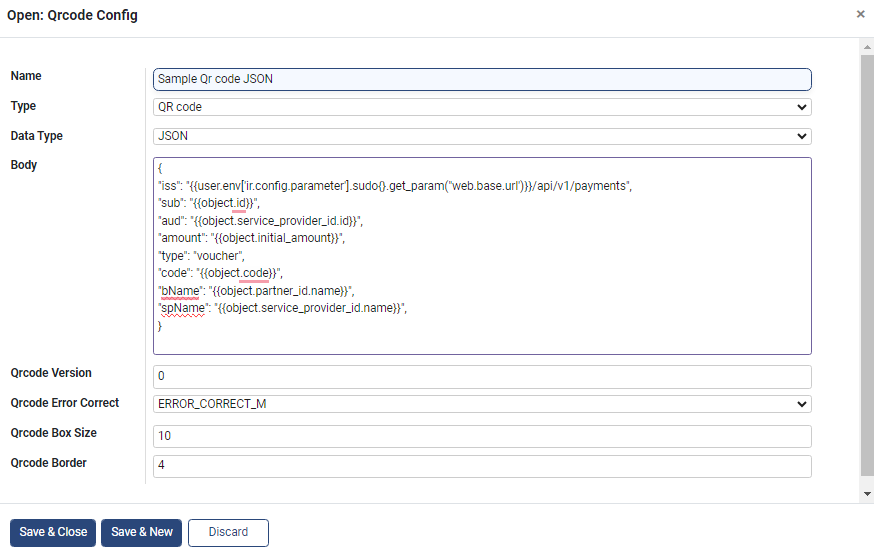 Open: Qrcode Config
×
Name
Sample Qr code JSON
Type
QR code
Data Type
JSON
Body
{
"iss": "{{user.env['ir.config.parameter'].sudo{}.get_param("web.base.url')}}/api/v1/payments",
"sub": "{{object.id}}",
"aud": "{{object.service_provider_id.id}}",
"amount": "{{object.initial_amount}}",
"type": "voucher",
"code": "{{object.code}}",
"bName": "{{object.partner_id.name}}",
"spName": "{{object.service_provider_id.name}}",
}
Qrcode Version
0
Qrcode Error Correct
ERROR_CORRECT_M
Qrcode Box Size
10
Qrcode Border
4
Save & Close
Save & New
Discard